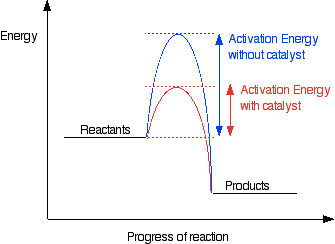 Energy
Activation Energy
without catalyst
Activation Energy
with catalyst
Reactants
Products
Progress of reaction